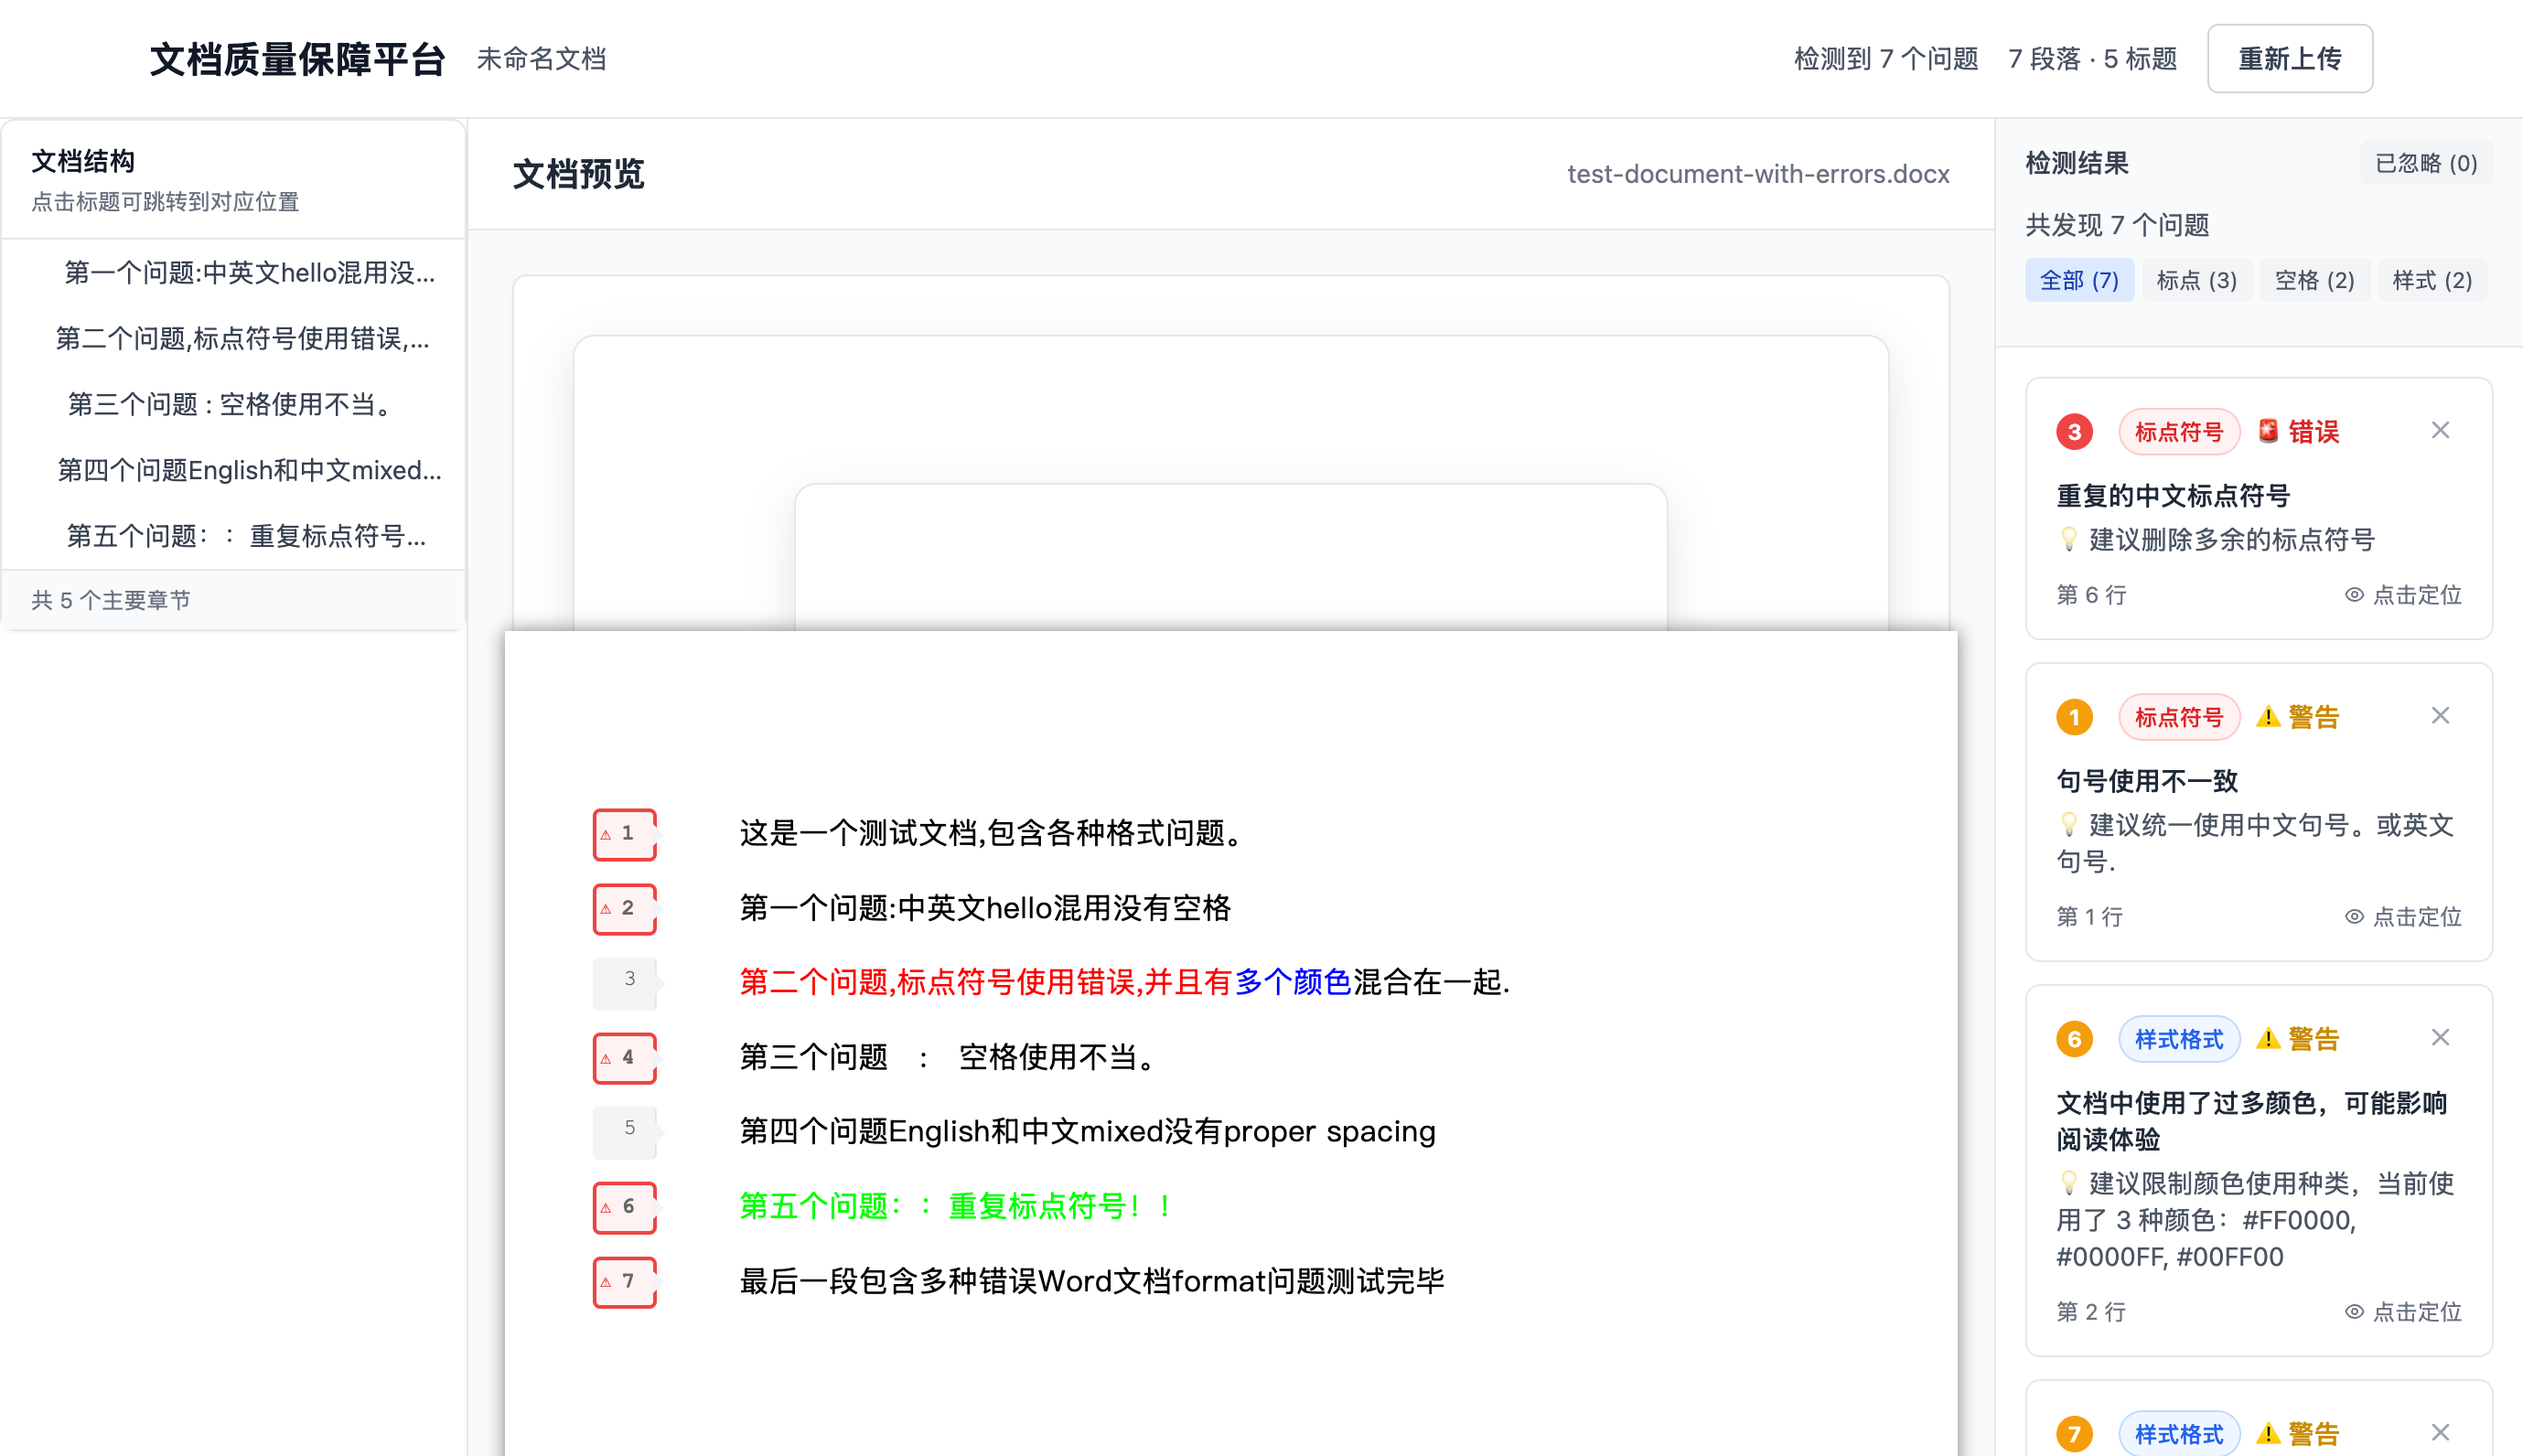 文档质量保障平台 未命名文档 检测到 7 个问题 7 段落 · 5 标题 重新上传
文档结构
点击标题可跳转到对应位置
第一个问题:中英文hello混用没...
第二个问题,标点符号使用错误,...
第三个问题 : 空格使用不当。
第四个问题English和中文mixed...
第五个问题：：重复标点符号...
共 5 个主要章节
文档预览 test-document-with-errors.docx
1 这是一个测试文档,包含各种格式问题。
2 第一个问题:中英文hello混用没有空格
3 第二个问题,标点符号使用错误,并且有多个颜色混合在一起.
4 第三个问题 : 空格使用不当。
5 第四个问题English和中文mixed没有proper spacing
6 第五个问题：：重复标点符号！！
7 最后一段包含多种错误Word文档format问题测试完毕
检测结果 已忽略 (0)
共发现 7 个问题
全部 (7) 标点 (3) 空格 (2) 样式 (2)
3 标点符号 🚨 错误 ×
重复的中文标点符号
💡 建议删除多余的标点符号
第 6 行 点击定位
1 标点符号 ⚠️ 警告 ×
句号使用不一致
💡 建议统一使用中文句号。或英文
句号.
第 1 行 点击定位
6 样式格式 ⚠️ 警告 ×
文档中使用了过多颜色，可能影响
阅读体验
💡 建议限制颜色使用种类，当前使
用了 3 种颜色：#FF0000,
#0000FF, #00FF00
第 2 行 点击定位
7 样式格式 ⚠️ 警告 ×